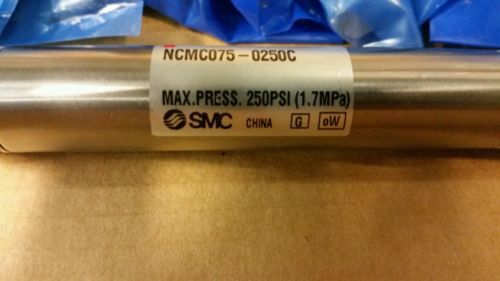 NCMC075-0250C
MAX.PRESS. 250PSI (1.7MPa)
SMC CHINA G oW